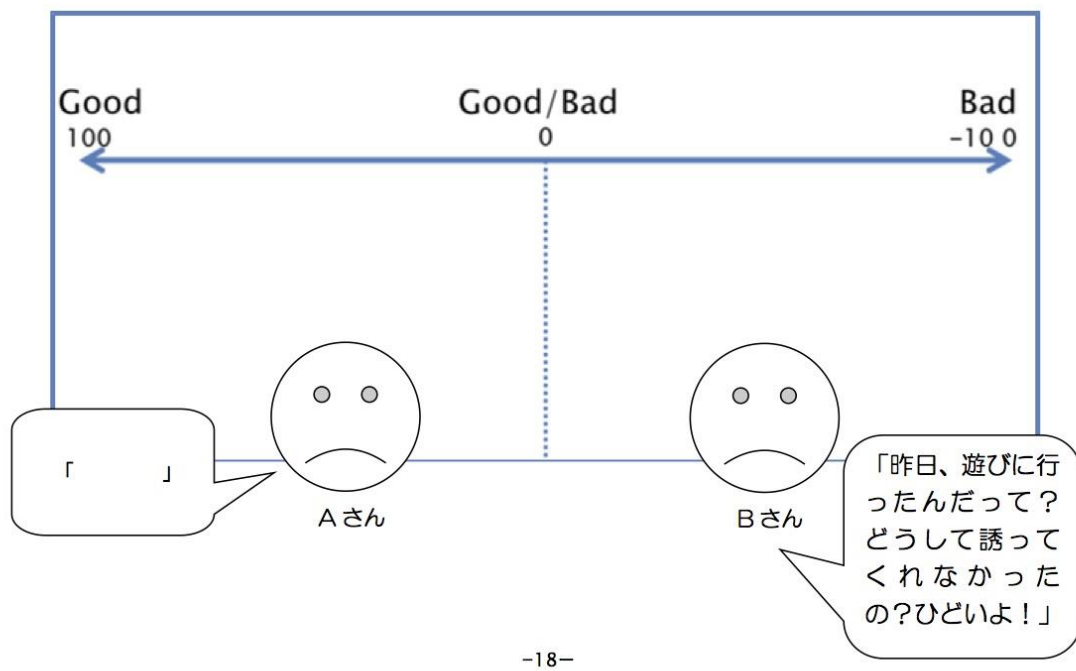 Good Good/Bad Bad
100 0 -10 0
「 」
Aさん
Bさん
「昨日、遊びに行
ったんだって？
どうして誘って
くれなかった
の？ひどいよ！」
-18-